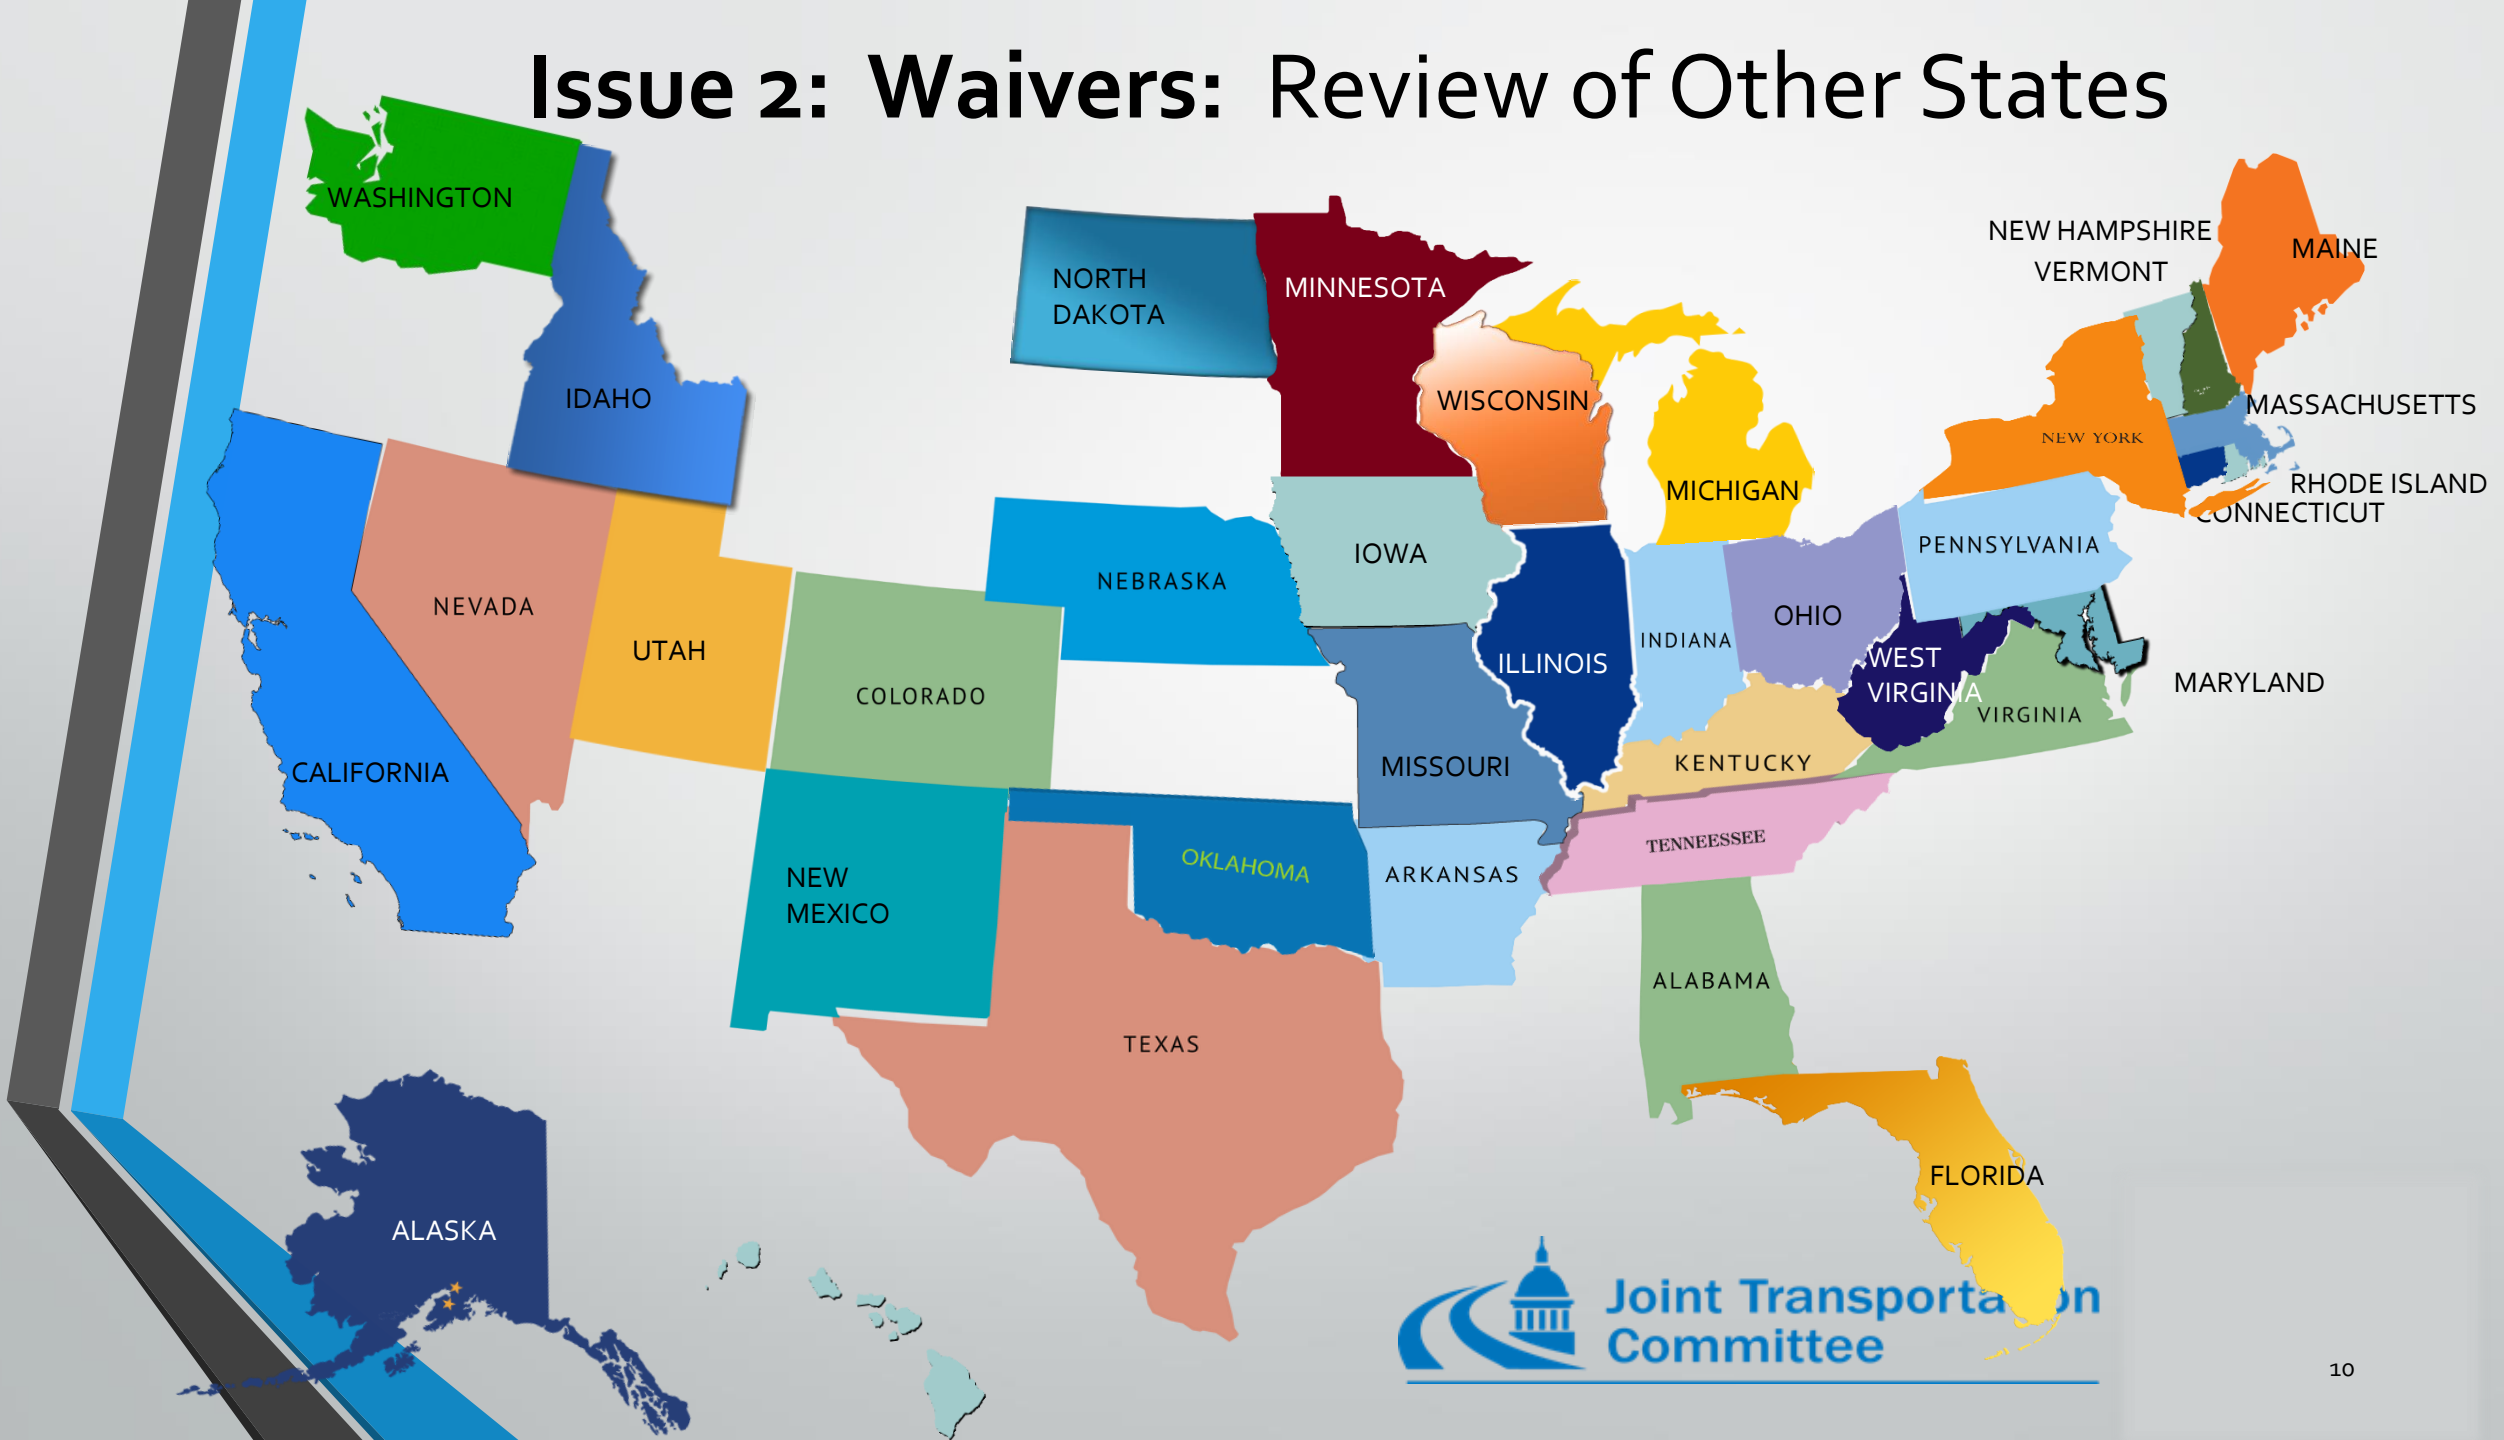 Issue 2: Waivers: Review of Other States
WASHINGTON
NEW HAMPSHIRE
MAINE
VERMONT
NORTH
DAKOTA
MINNESOTA
IDAHO
WISCONSIN
MASSACHUSETTS
NEW YORK
MICHIGAN
RHODE ISLAND
CONNECTICUT
PENNSYLVANIA
IOWA
NEBRASKA
NEVADA
OHIO
INDIANA
UTAH
ILLINOIS
WEST
VIRGINIA
MARYLAND
COLORADO
VIRGINIA
KENTUCKY
MISSOURI
CALIFORNIA
TENNEESSEE
OKLAHOMA
ARKANSAS
NEW
MEXICO
ALABAMA
TEXAS
FLORIDA
ALASKA
Joint Transportation
Committee
10